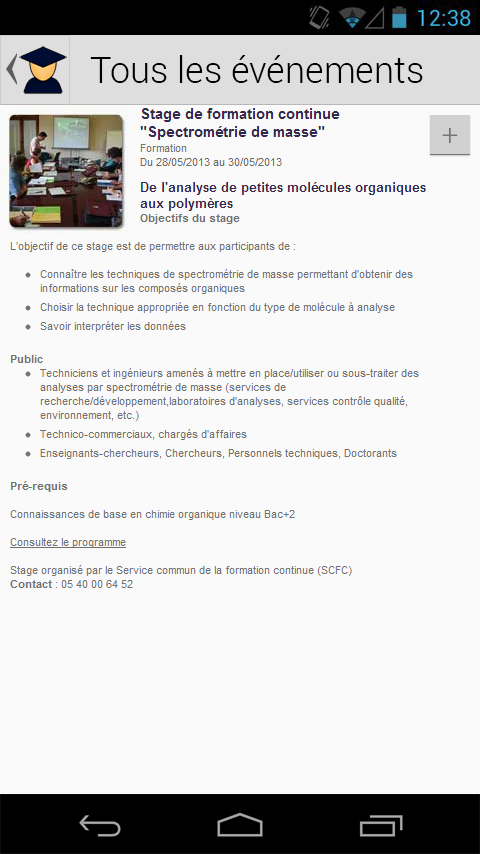 12:38
Tous les événements
Stage de formation continue
"Spectrométrie de masse"
Formation
Du 28/05/2013 au 30/05/2013
De l'analyse de petites molécules organiques
aux polymères
Objectifs du stage
L'objectif de ce stage est de permettre aux participants de :
Connaître les techniques de spectrométrie de masse permettant d'obtenir des
informations sur les composés organiques
Choisir la technique appropriée en fonction du type de molécule à analyse
Savoir interpréter les données
Public
Techniciens et ingénieurs amenés à mettre en place/utiliser ou sous-traiter des
analyses par spectrométrie de masse (services de
recherche/développement,laboratoires d'analyses, services contrôle qualité,
environnement, etc.)
Technico-commerciaux, chargés d'affaires
Enseignants-chercheurs, Chercheurs, Personnels techniques, Doctorants
Pré-requis
Connaissances de base en chimie organique niveau Bac+2
Consultez le programme
Stage organisé par le Service commun de la formation continue (SCFC)
Contact : 05 40 00 64 52